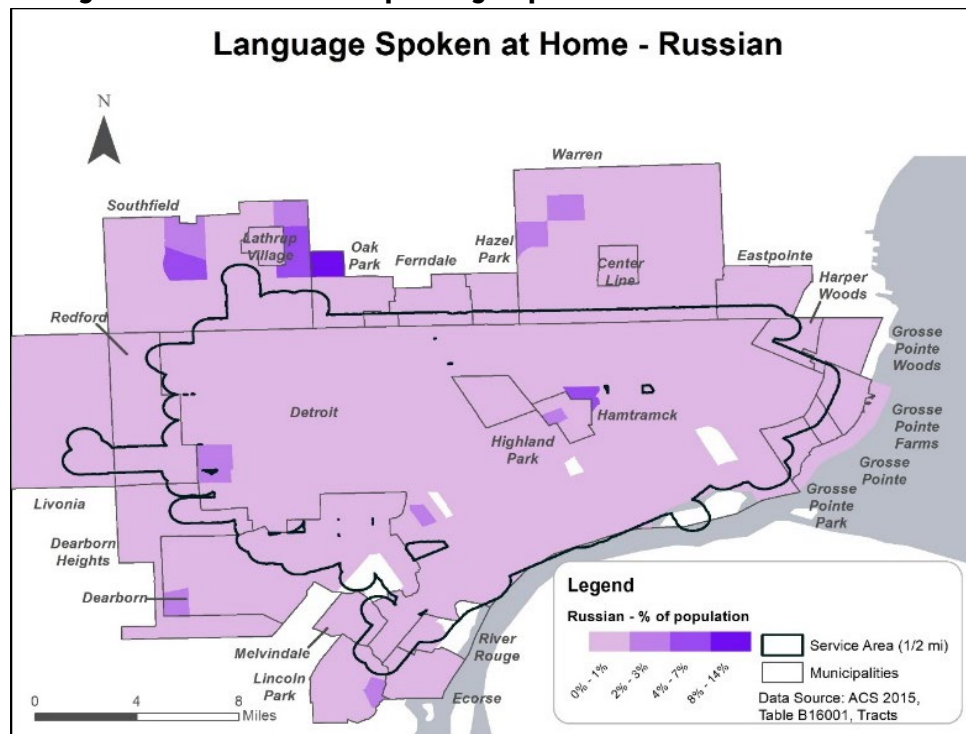 Language Spoken at Home - Russian
N
Warren
Southfield
Lathrup
Village
Oak
Park
Ferndale
Hazel
Park
Center
Line
Eastpointe
Harper
Woods
Redford
Grosse
Pointe
Woods
Detroit
Hamtramck
Highland
Park
Grosse
Pointe
Farms
Grosse
Pointe
Livonia
Grosse
Pointe
Park
Dearborn
Heights
Dearborn
Melvindale
River
Rouge
Lincoln
Park
Ecorse
0 4 8
Miles
Legend
Russian - % of population
0% - 1%
2% - 3%
4% - 7%
8% - 14%
Service Area (1/2 mi)
Municipalities
Data Source: ACS 2015,
Table B16001, Tracts